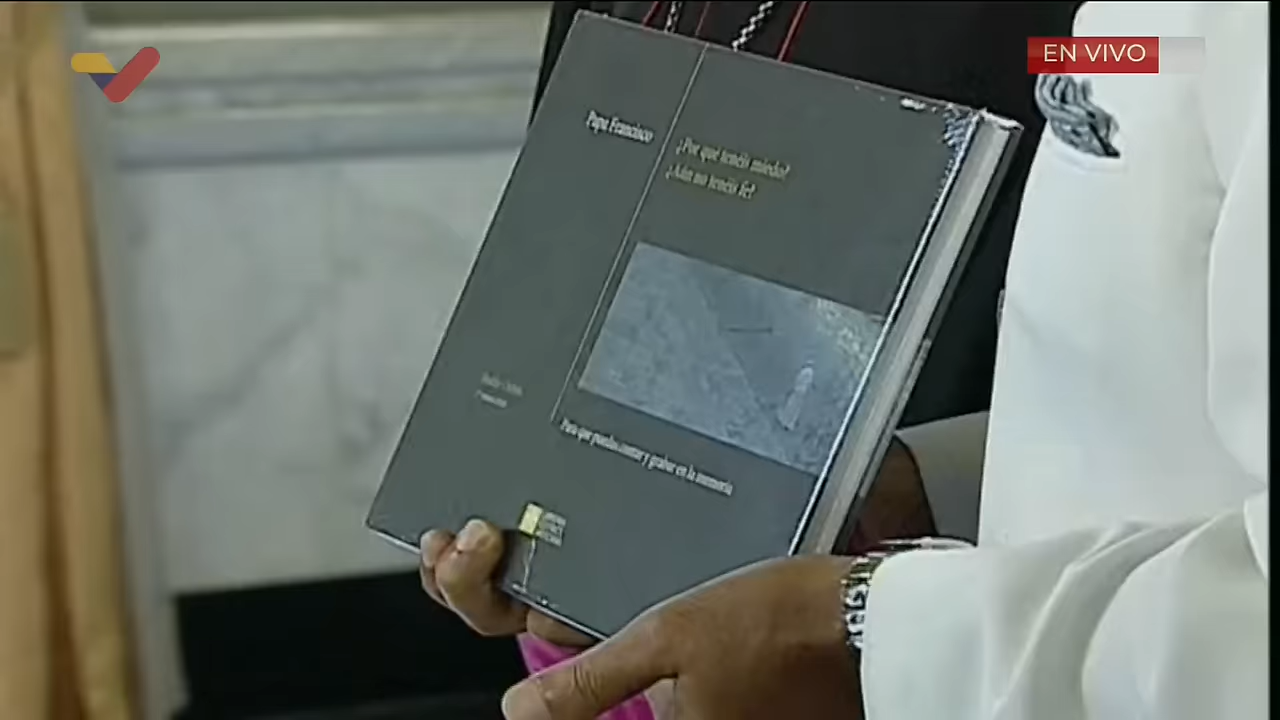 EN VIVO
Papa Francisco
¿Por qué tenéis miedo?
¿Aún no tenéis fe?
Para que puedas contar y grabar en la memoria